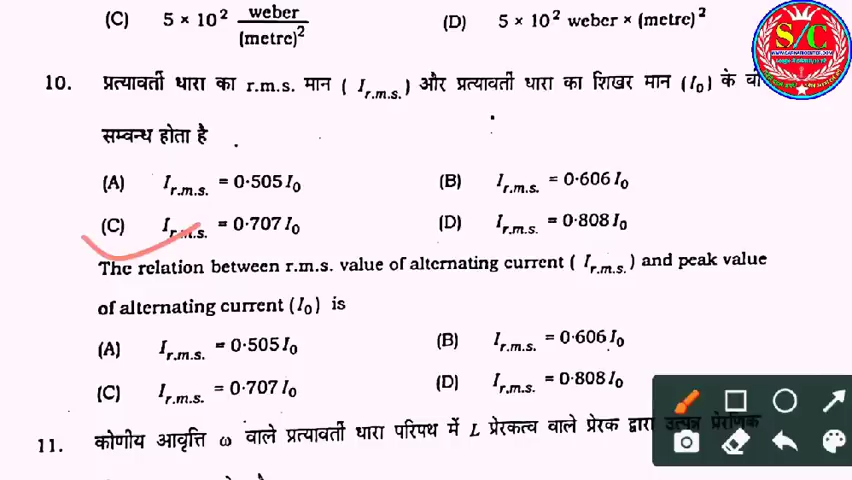 (C) 5 × 10² weber/(metre)² (D) 5 × 10² weber × (metre)²
S/C
10. प्रत्यावर्ती धारा का r.m.s. मान ( I_r.m.s.) और प्रत्यावर्ती धारा का शिखर मान (I₀) के
सम्बन्ध होता है
(A) I_r.m.s. = 0·505 I₀ (B) I_r.m.s. = 0·606 I₀
(C) I_r.m.s. = 0·707 I₀ (D) I_r.m.s. = 0·808 I₀
The relation between r.m.s. value of alternating current ( I_r.m.s.) and peak value
of alternating current (I₀) is
(A) I_r.m.s. = 0·505 I₀ (B) I_r.m.s. = 0·606 I₀
(C) I_r.m.s. = 0·707 I₀ (D) I_r.m.s. = 0·808 I₀
11. कोणीय आवृत्ति ω वाले प्रत्यावर्ती धारा परिपथ में L प्रेरकत्व वाले प्रेरक द्वारा उत्पन्न प्रेरणिक